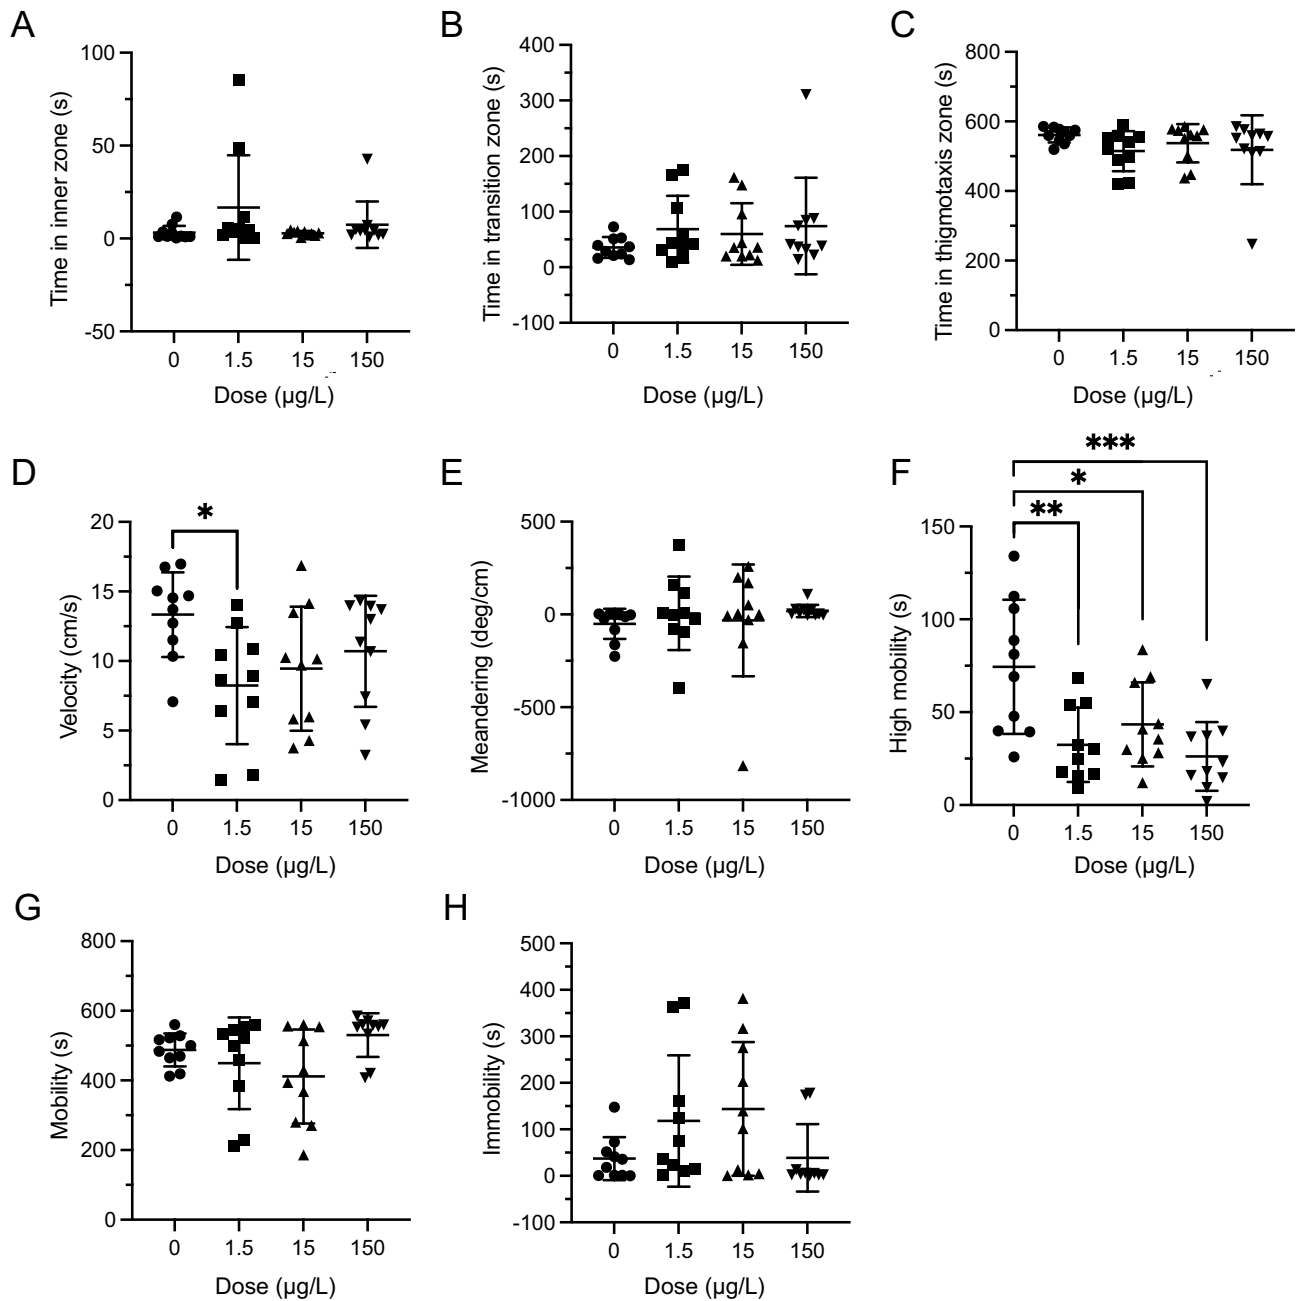 A
Time in inner zone (s)
100
50
0
-50
0 1.5 15 150
Dose (µg/L)
B
Time in transition zone (s)
400
300
200
100
0
-100
0 1.5 15 150
Dose (µg/L)
C
Time in thigmotaxis zone (s)
800
600
400
200
0
0 1.5 15 150
Dose (µg/L)
D
Velocity (cm/s)
20
15
10
5
0
*
0 1.5 15 150
Dose (µg/L)
E
Meandering (deg/cm)
500
0
-500
-1000
0 1.5 15 150
Dose (µg/L)
F
High mobility (s)
***
*
**
150
100
50
0
0 1.5 15 150
Dose (µg/L)
G
Mobility (s)
800
600
400
200
0
0 1.5 15 150
Dose (µg/L)
H
Immobility (s)
500
400
300
200
100
0
-100
0 1.5 15 150
Dose (µg/L)